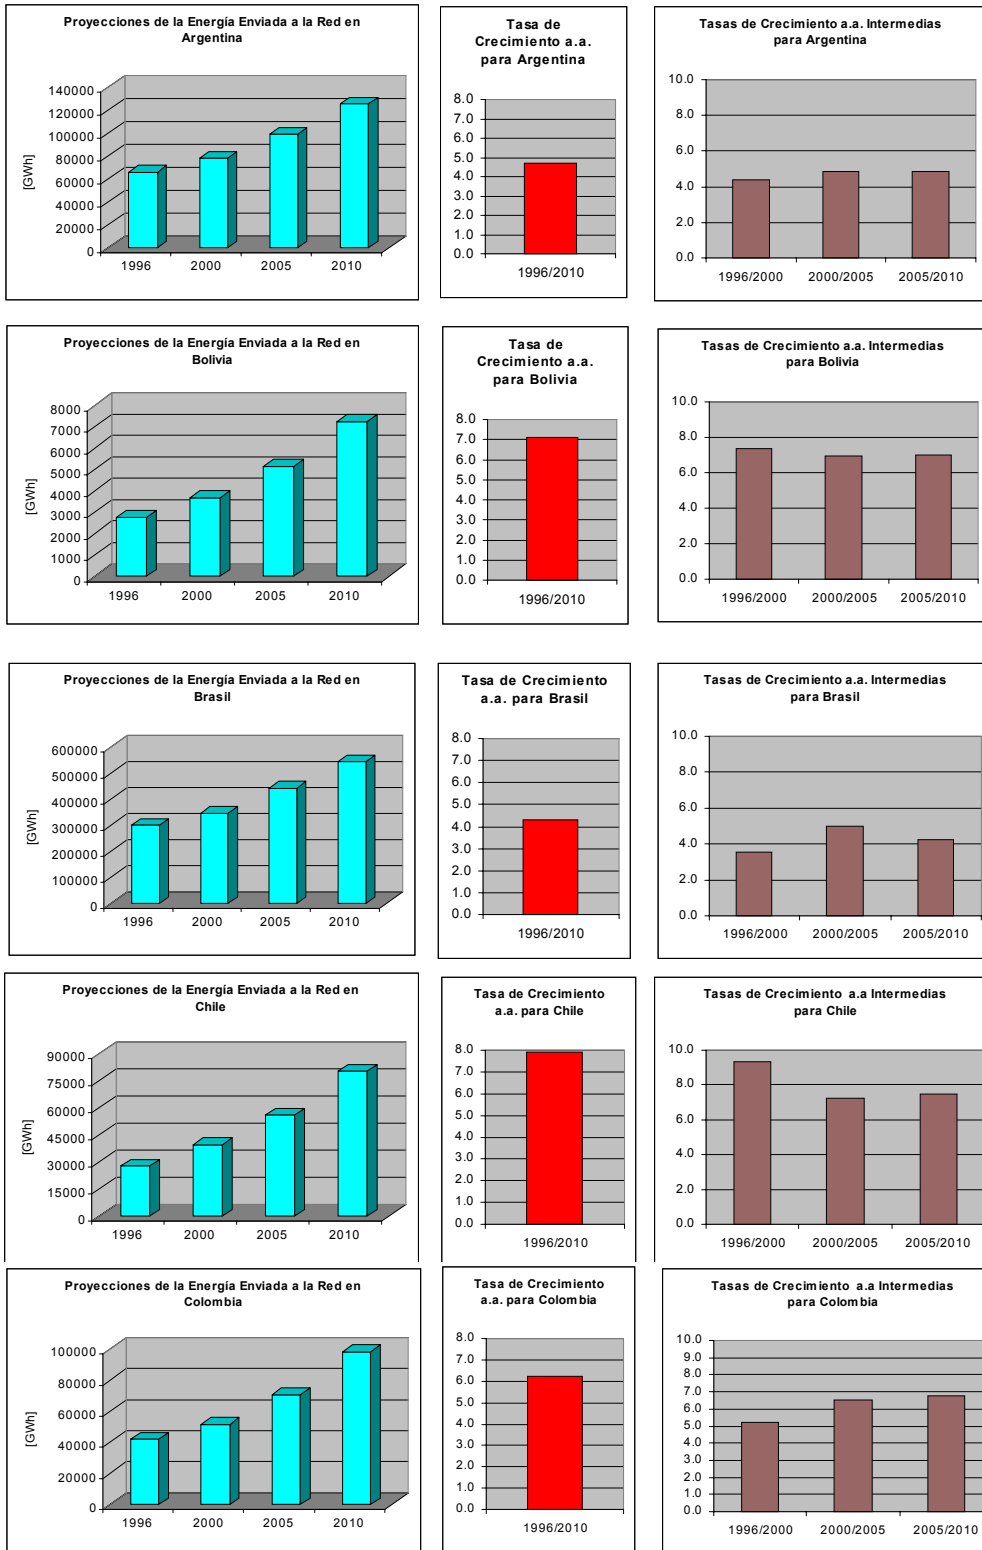 Proyecciones de la Energía Enviada a la Red en
Argentina
[GWh]
140000
120000
100000
80000
60000
40000
20000
0
1996 2000 2005 2010
Tasa de
Crecimiento a.a.
para Argentina
8.0
7.0
6.0
5.0
4.0
3.0
2.0
1.0
0.0
1996/2010
Tasas de Crecimiento a.a. Intermedias
para Argentina
10.0
8.0
6.0
4.0
2.0
0.0
1996/2000 2000/2005 2005/2010
Proyecciones de la Energía Enviada a la Red en
Bolivia
[GWh]
8000
7000
6000
5000
4000
3000
2000
1000
0
1996 2000 2005 2010
Tasa de
Crecimiento a.a.
para Bolivia
8.0
7.0
6.0
5.0
4.0
3.0
2.0
1.0
0.0
1996/2010
Tasas de Crecimiento a.a. Intermedias
para Bolivia
10.0
8.0
6.0
4.0
2.0
0.0
1996/2000 2000/2005 2005/2010
Proyecciones de la Energía Enviada a la Red en
Brasil
[GWh]
600000
500000
400000
300000
200000
100000
0
1996 2000 2005 2010
Tasa de Crecimiento
a.a. para Brasil
8.0
7.0
6.0
5.0
4.0
3.0
2.0
1.0
0.0
1996/2010
Tasas de Crecimiento a.a. Intermedias
para Brasil
10.0
8.0
6.0
4.0
2.0
0.0
1996/2000 2000/2005 2005/2010
Proyecciones de la Energía Enviada a la Red en
Chile
[GWh]
90000
75000
60000
45000
30000
15000
0
1996 2000 2005 2010
Tasa de Crecimiento
a.a. para Chile
8.0
7.0
6.0
5.0
4.0
3.0
2.0
1.0
0.0
1996/2010
Tasas de Crecimiento a.a Intermedias
para Chile
10.0
8.0
6.0
4.0
2.0
0.0
1996/2000 2000/2005 2005/2010
Proyecciones de la Energía Enviada a la Red en
Colombia
[GWh]
100000
80000
60000
40000
20000
0
1996 2000 2005 2010
Tasa de Crecimiento
a.a. para Colombia
8.0
7.0
6.0
5.0
4.0
3.0
2.0
1.0
0.0
1996/2010
Tasas de Crecimiento a.a Intermedias
para Colombia
10.0
9.0
8.0
7.0
6.0
5.0
4.0
3.0
2.0
1.0
0.0
1996/2000 2000/2005 2005/2010